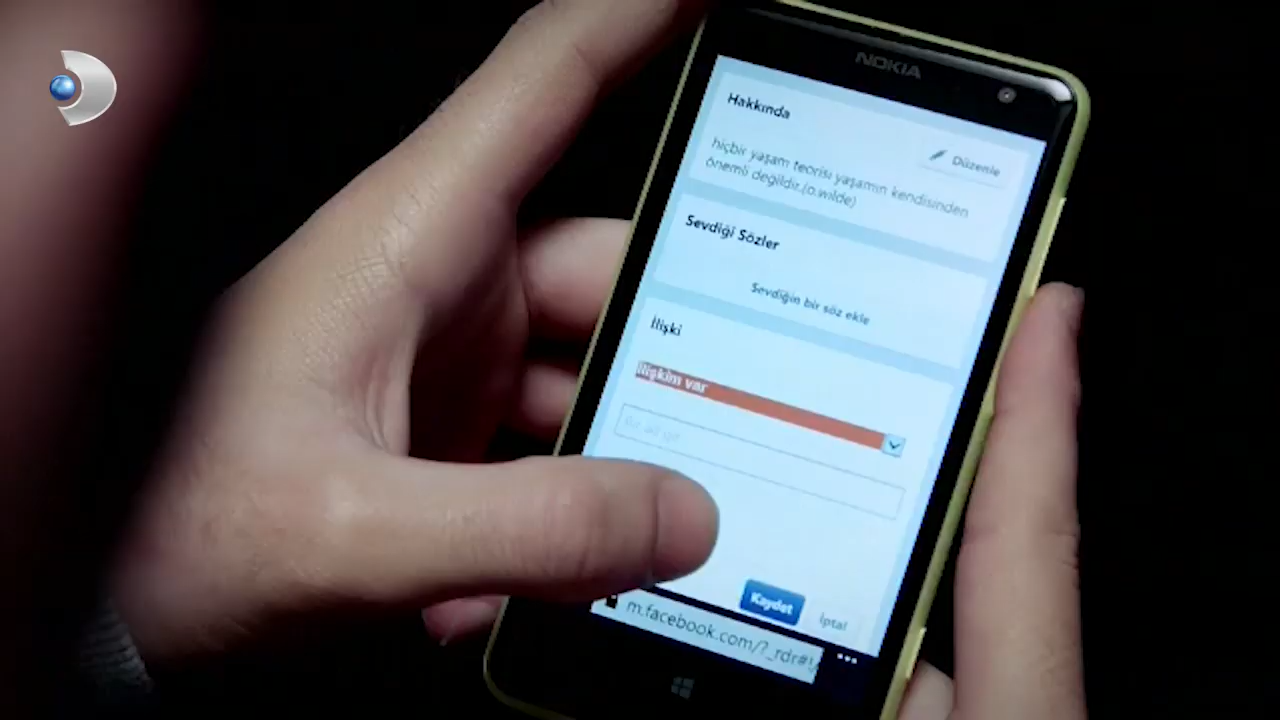 NOKIA
Hakkında
Düzenle
hiçbir yaşam teorisi yaşamın kendisinden
önemli değildir.(o.wilde)
Sevdiği Sözler
Sevdiğin bir söz ekle
İlişki
İlişkim var
Kaydet
İptal
m.facebook.com/?_rdr#!/